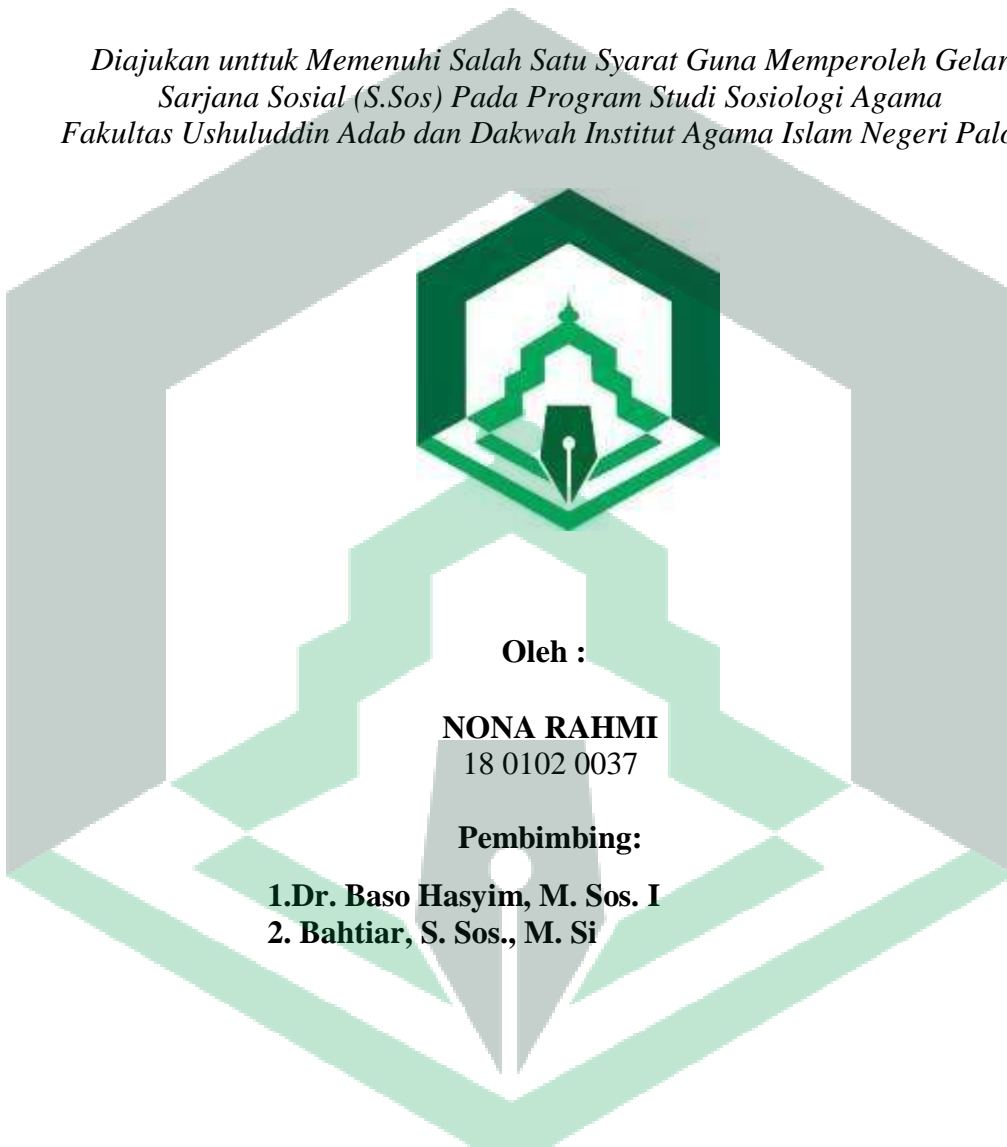 Diajukan unttuk Memenuhi Salah Satu Syarat Guna Memperoleh Gelar
Sarjana Sosial (S.Sos) Pada Program Studi Sosiologi Agama
Fakultas Ushuluddin Adab dan Dakwah Institut Agama Islam Negeri Palo
Oleh :
NONA RAHMI
18 0102 0037
Pembimbing:
1.Dr. Baso Hasyim, M. Sos. I
2. Bahtiar, S. Sos., M. Si